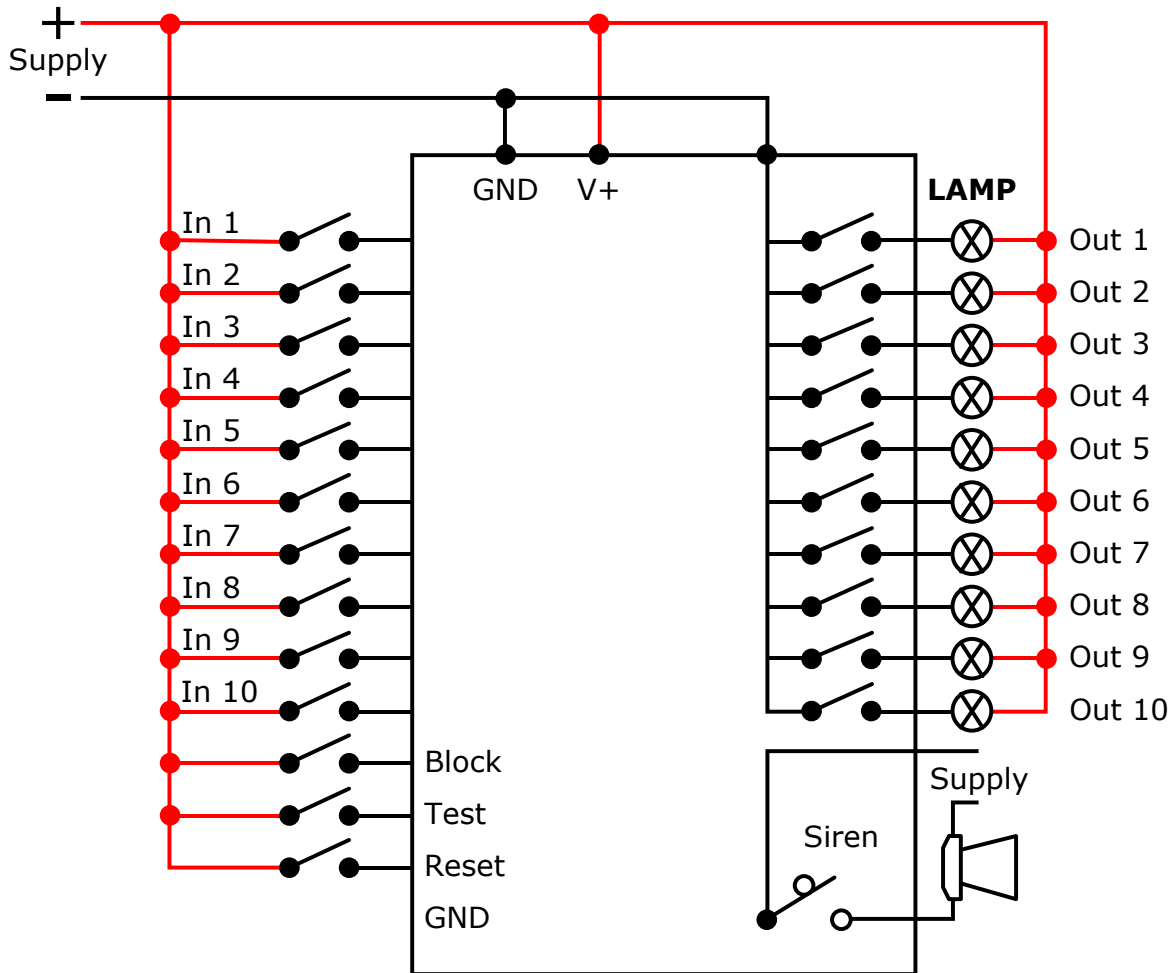 +
Supply
-
GND V+ LAMP
In 1 Out 1
In 2 Out 2
In 3 Out 3
In 4 Out 4
In 5 Out 5
In 6 Out 6
In 7 Out 7
In 8 Out 8
In 9 Out 9
In 10 Out 10
Block
Supply
Test
Siren
Reset
GND